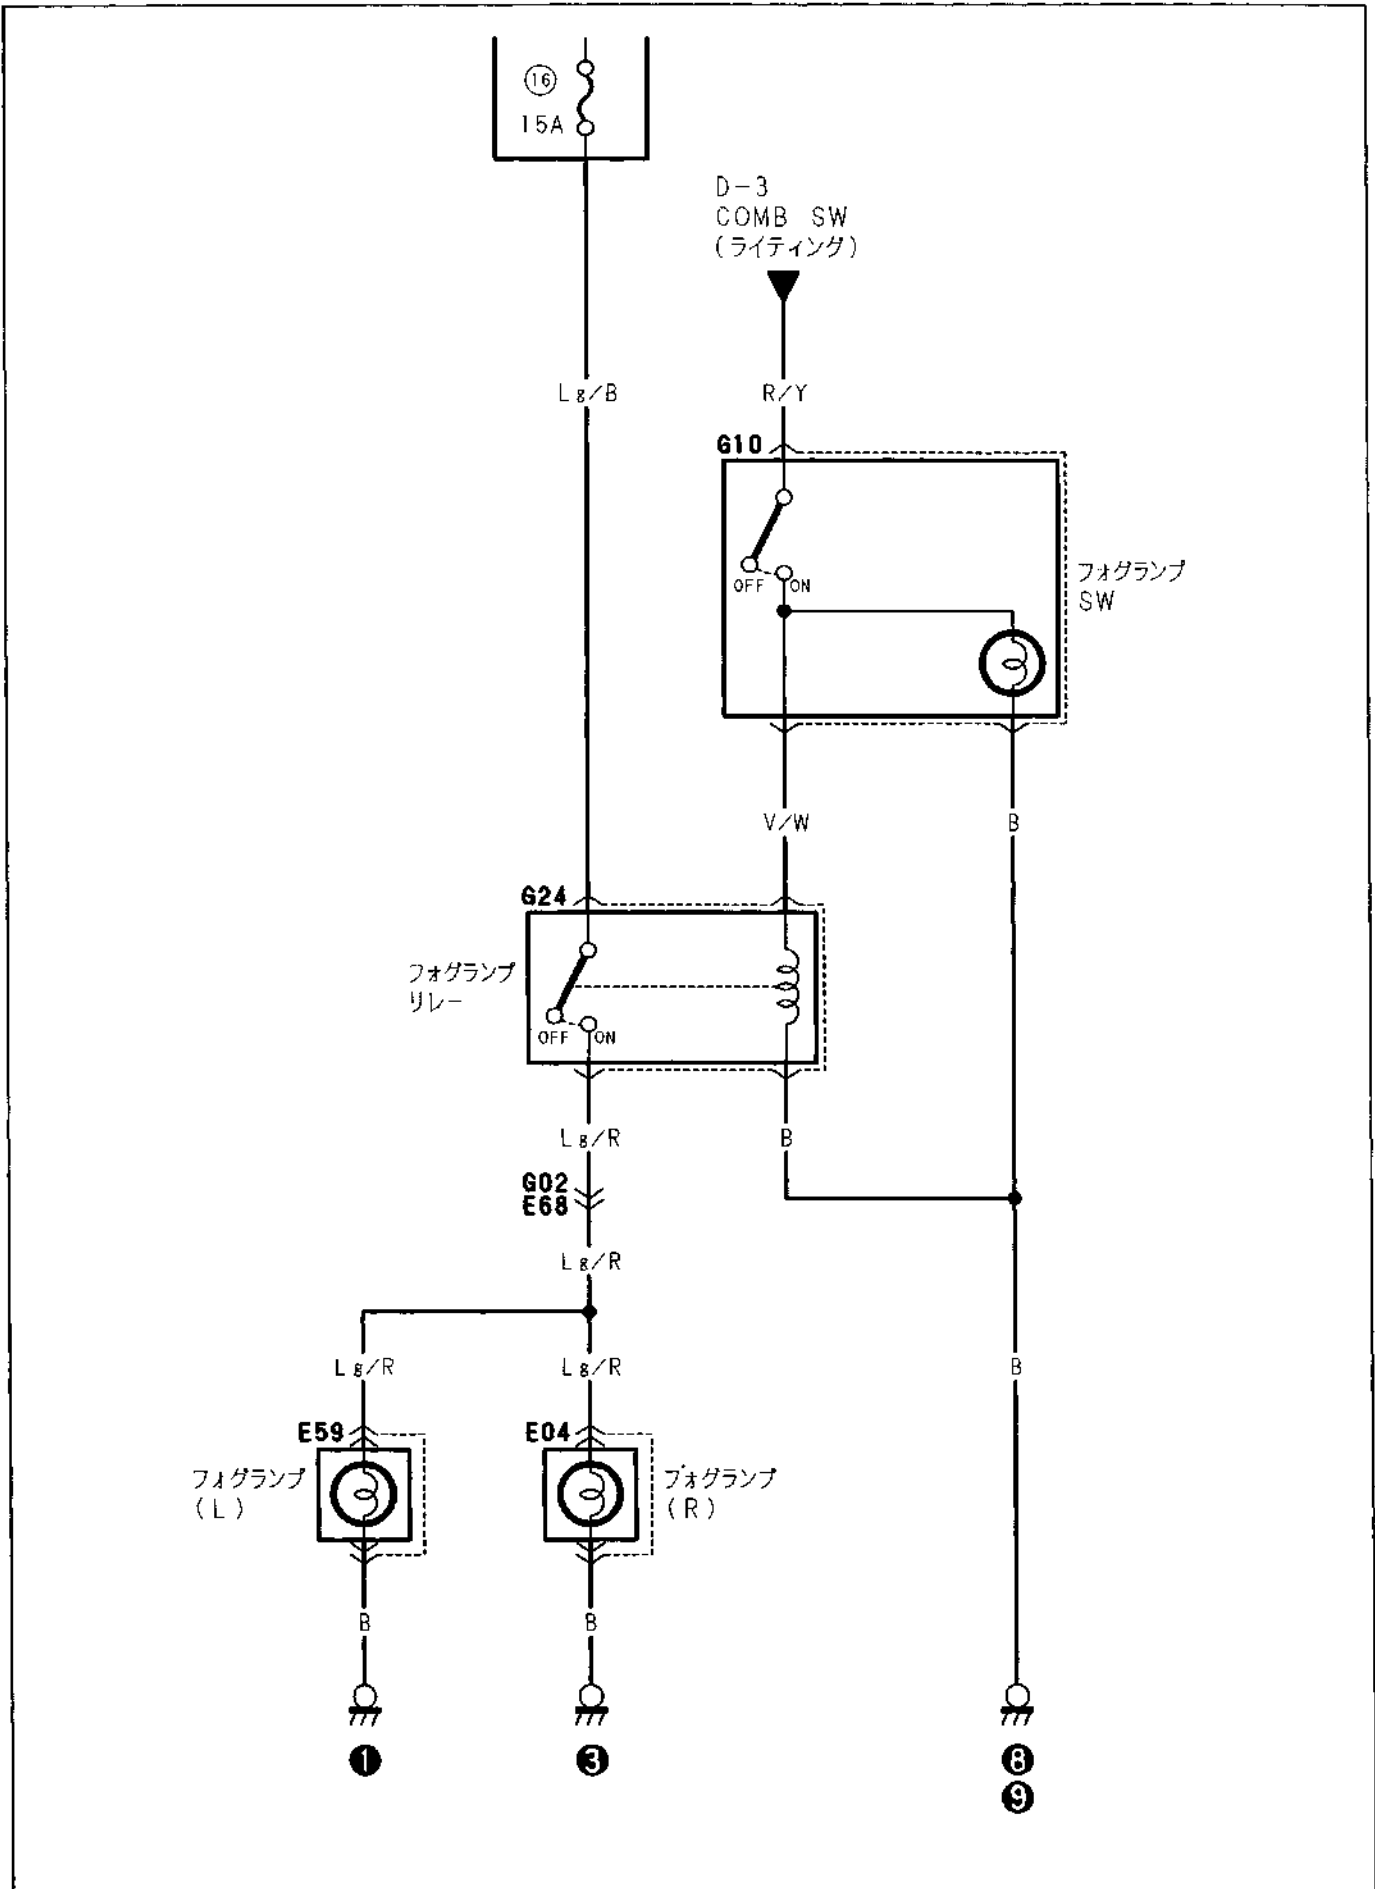 16
15A
D-3
COMB SW
(ライティング)
Lg/B
R/Y
G10
OFF
ON
フォグランプ
SW
V/W
B
G24
フォグランプ
リレー
OFF
ON
Lg/R
B
G02
E68
Lg/R
Lg/R
Lg/R
B
E59
E04
フォグランプ
(L)
フォグランプ
(R)
B
B
1
3
8
9